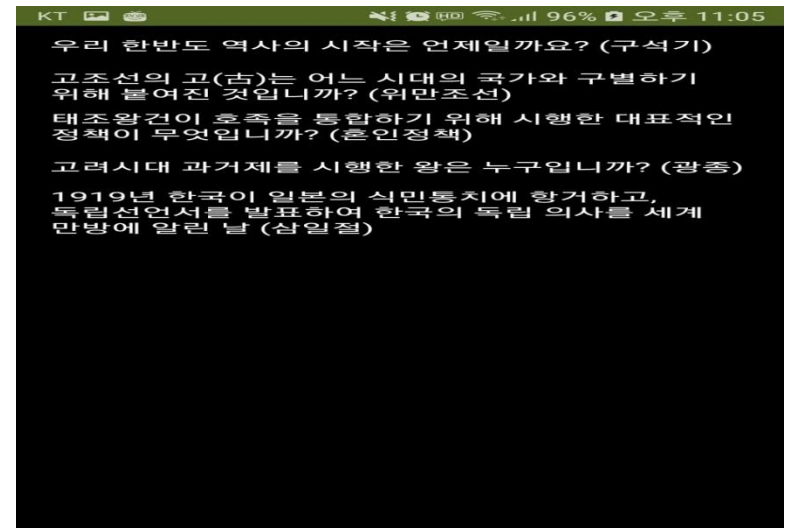 KT 96% 오후 11:05
우리 한반도 역사의 시작은 언제일까요? (구석기)
고조선의 고(古)는 어느 시대의 국가와 구별하기
위해 붙여진 것입니까? (위만조선)
태조왕건이 호족을 통합하기 위해 시행한 대표적인
정책이 무엇입니까? (혼인정책)
고려시대 과거제를 시행한 왕은 누구입니까? (광종)
1919년 한국이 일본의 식민통치에 항거하고,
독립선언서를 발표하여 한국의 독립 의사를 세계
만방에 알린 날 (삼일절)